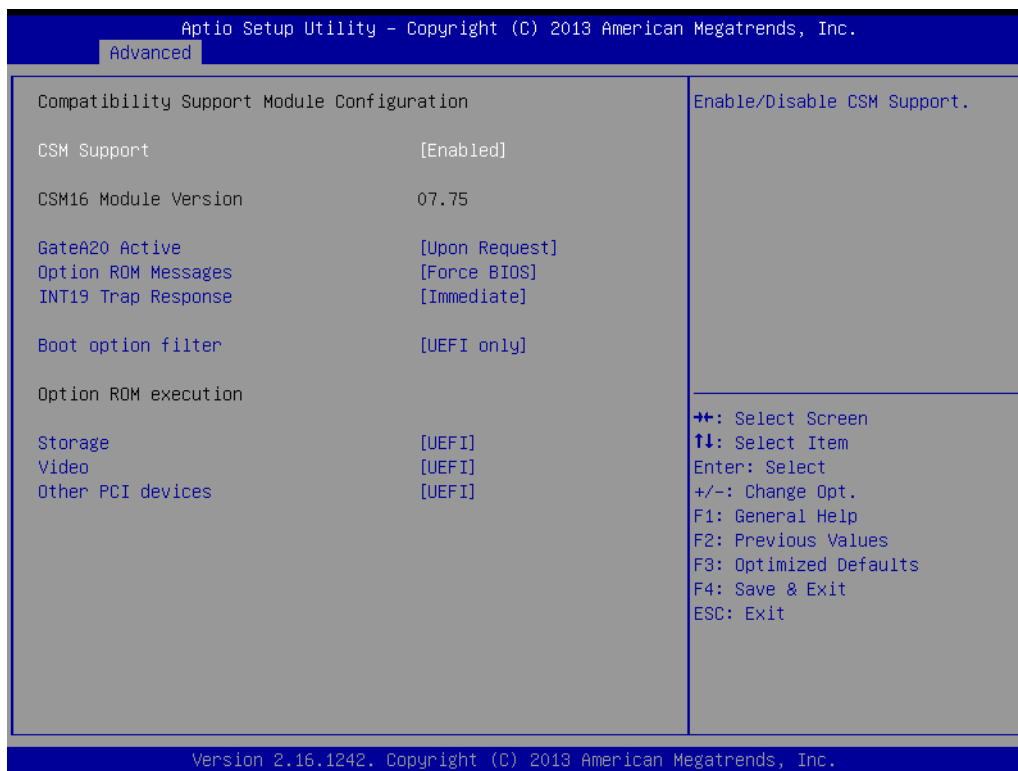 Aptio Setup Utility – Copyright (C) 2013 American Megatrends, Inc.
Advanced
Compatibility Support Module Configuration
CSM Support [Enabled]
CSM16 Module Version 07.75
GateA20 Active [Upon Request]
Option ROM Messages [Force BIOS]
INT19 Trap Response [Immediate]
Boot option filter [UEFI only]
Option ROM execution
Storage [UEFI]
Video [UEFI]
Other PCI devices [UEFI]
Enable/Disable CSM Support.
→←: Select Screen
↑↓: Select Item
Enter: Select
+/-: Change Opt.
F1: General Help
F2: Previous Values
F3: Optimized Defaults
F4: Save & Exit
ESC: Exit
Version 2.16.1242. Copyright (C) 2013 American Megatrends, Inc.